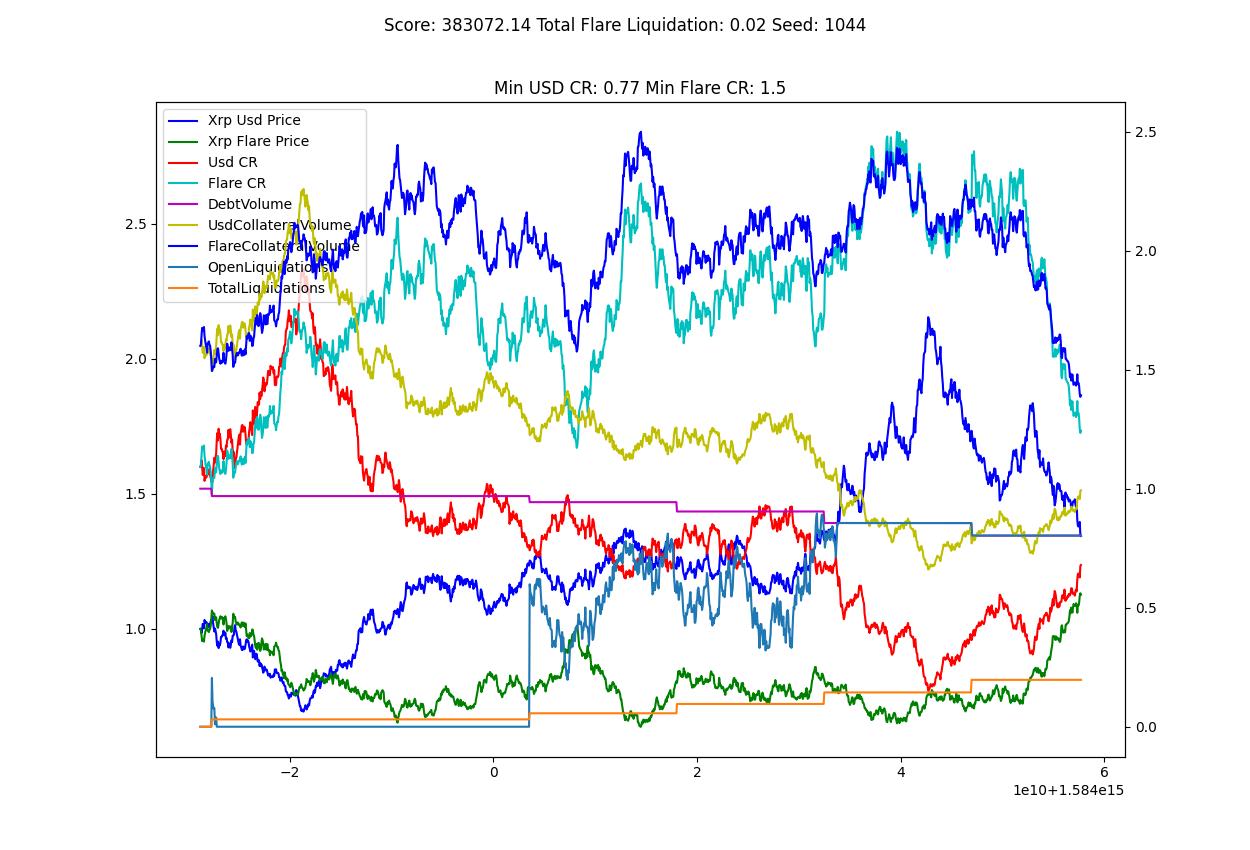 Score: 383072.14 Total Flare Liquidation: 0.02 Seed: 1044
Min USD CR: 0.77 Min Flare CR: 1.5
Xrp Usd Price
Xrp Flare Price
Usd CR
Flare CR
DebtVolume
UsdCollateralVolume
FlareCollateralVolume
OpenLiquidations
TotalLiquidations
2.5
2.0
1.5
1.0
2.5
2.0
1.5
1.0
0.5
0.0
−2
0
2
4
6
1e10+1.584e15